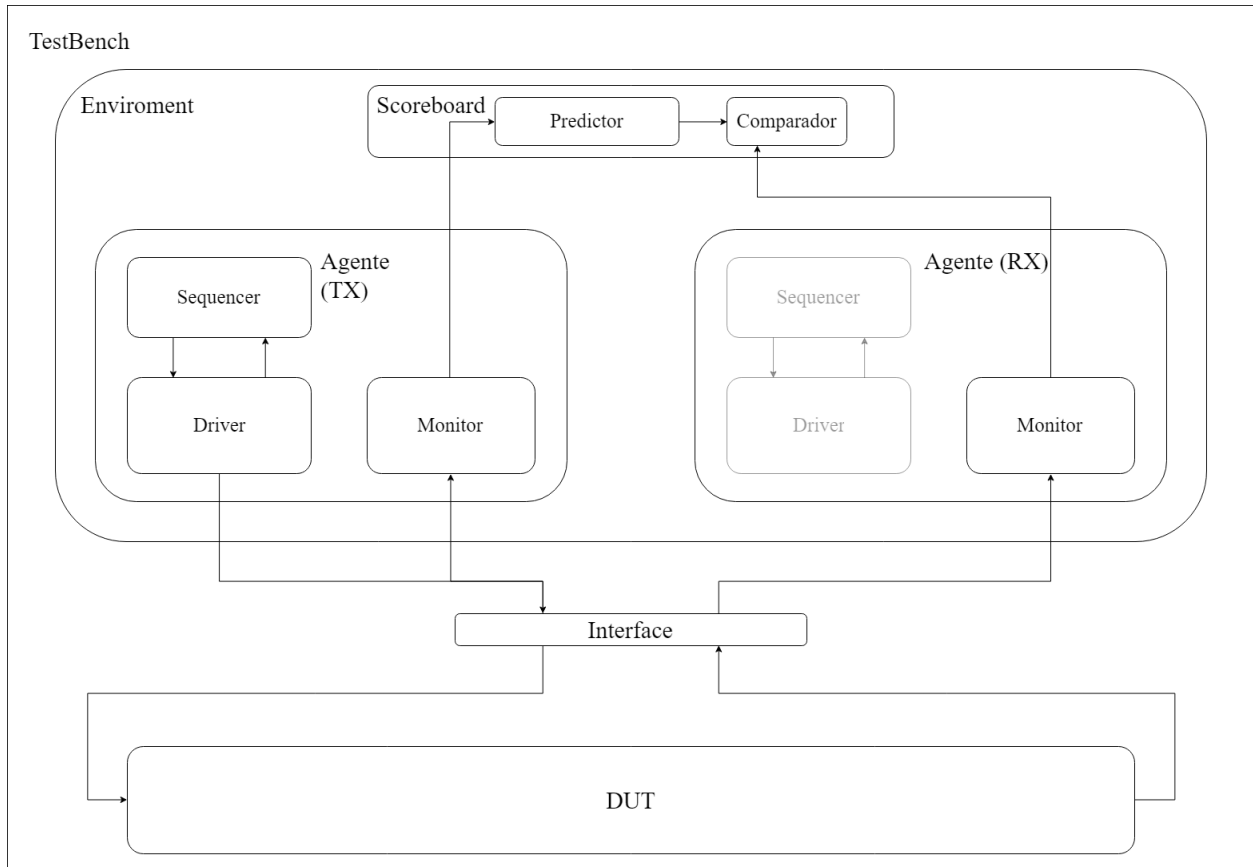 TestBench
Enviroment
Scoreboard
Predictor
Comparador
Agente
(TX)
Sequencer
Driver
Monitor
Agente (RX)
Sequencer
Driver
Monitor
Interface
DUT